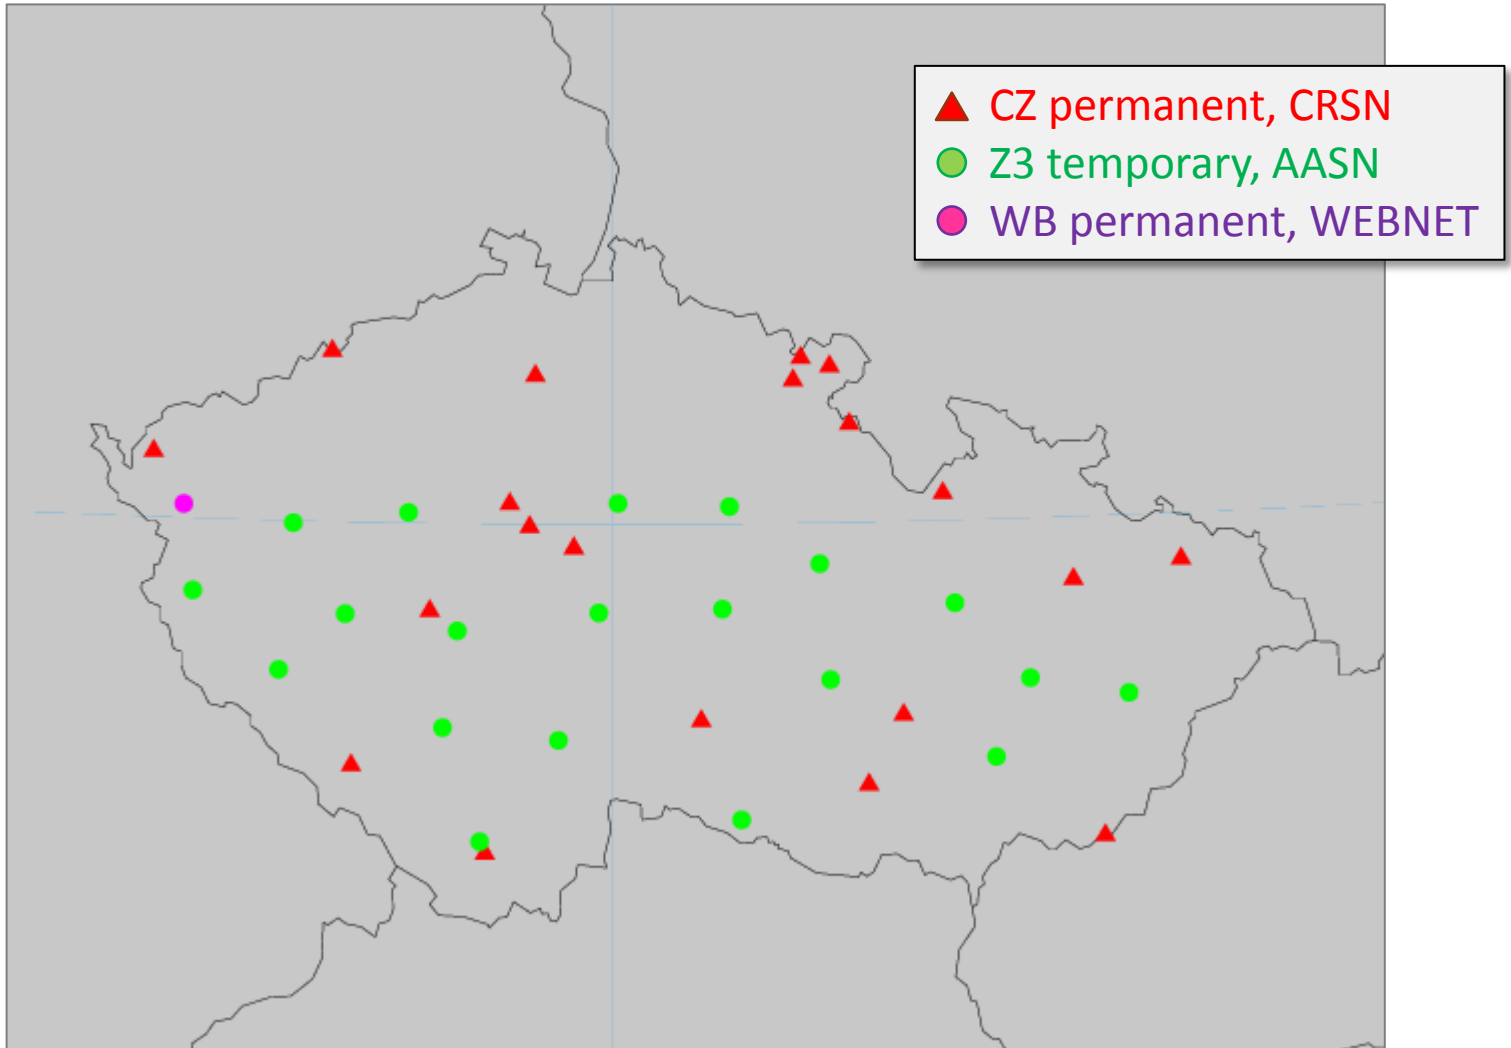 CZ permanent, CRSN
Z3 temporary, AASN
WB permanent, WEBNET